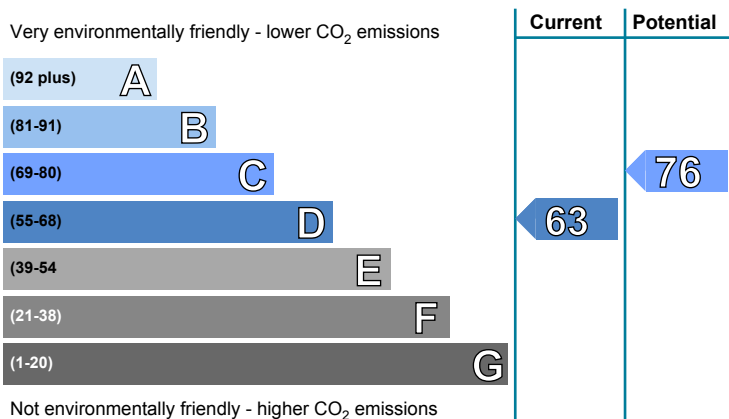 Very environmentally friendly - lower CO2 emissions
Current
Potential
(92 plus) A
(81-91) B
(69-80) C
76
(55-68) D
63
(39-54 E
(21-38) F
(1-20) G
Not environmentally friendly - higher CO2 emissions